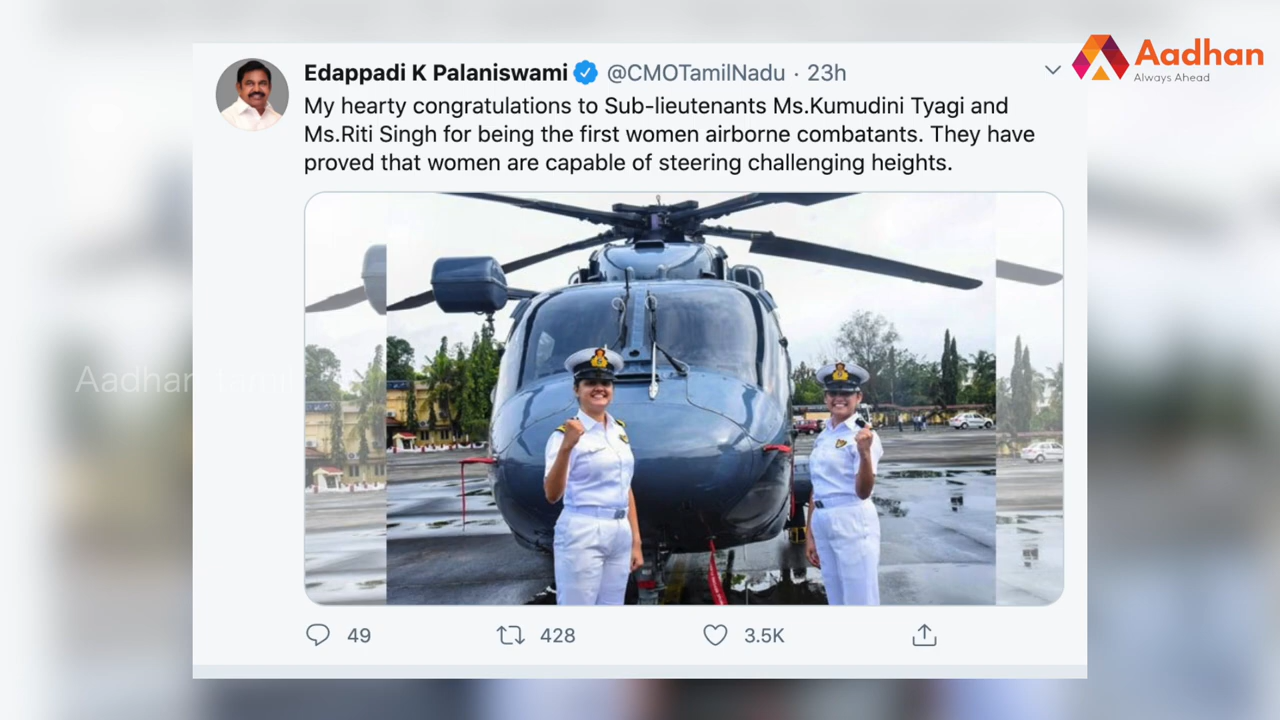 Edappadi K Palaniswami @CMOTamilNadu · 23h
My hearty congratulations to Sub-lieutenants Ms.Kumudini Tyagi and
Ms.Riti Singh for being the first women airborne combatants. They have
proved that women are capable of steering challenging heights.
49 428 3.5K
Aadhan
Always Ahead
Aadhan tamil